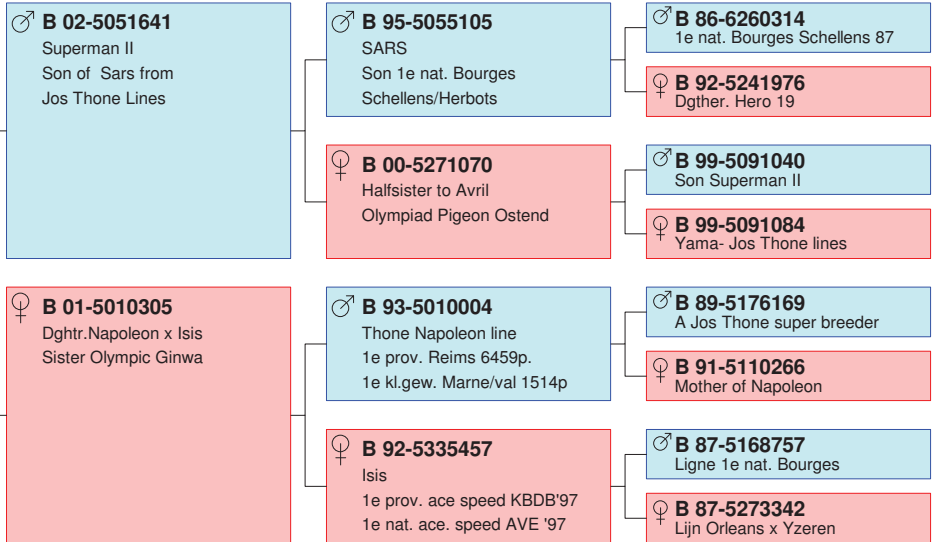 B 02-5051641
Superman II
Son of Sars from
Jos Thone Lines
B 95-5055105
SARS
Son 1e nat. Bourges
Schellens/Herbots
B 86-6260314
1e nat. Bourges Schellens 87
B 92-5241976
Dgther. Hero 19
B 00-5271070
Halfsister to Avril
Olympiad Pigeon Ostend
B 99-5091040
Son Superman II
B 99-5091084
Yama- Jos Thone lines
B 01-5010305
Dghtr.Napoleon x Isis
Sister Olympic Ginwa
B 93-5010004
Thone Napoleon line
1e prov. Reims 6459p.
1e kl.gew. Marne/val 1514p
B 89-5176169
A Jos Thone super breeder
B 91-5110266
Mother of Napoleon
B 92-5335457
Isis
1e prov. ace speed KBDB'97
1e nat. ace. speed AVE '97
B 87-5168757
Ligne 1e nat. Bourges
B 87-5273342
Lijn Orleans x Yzeren